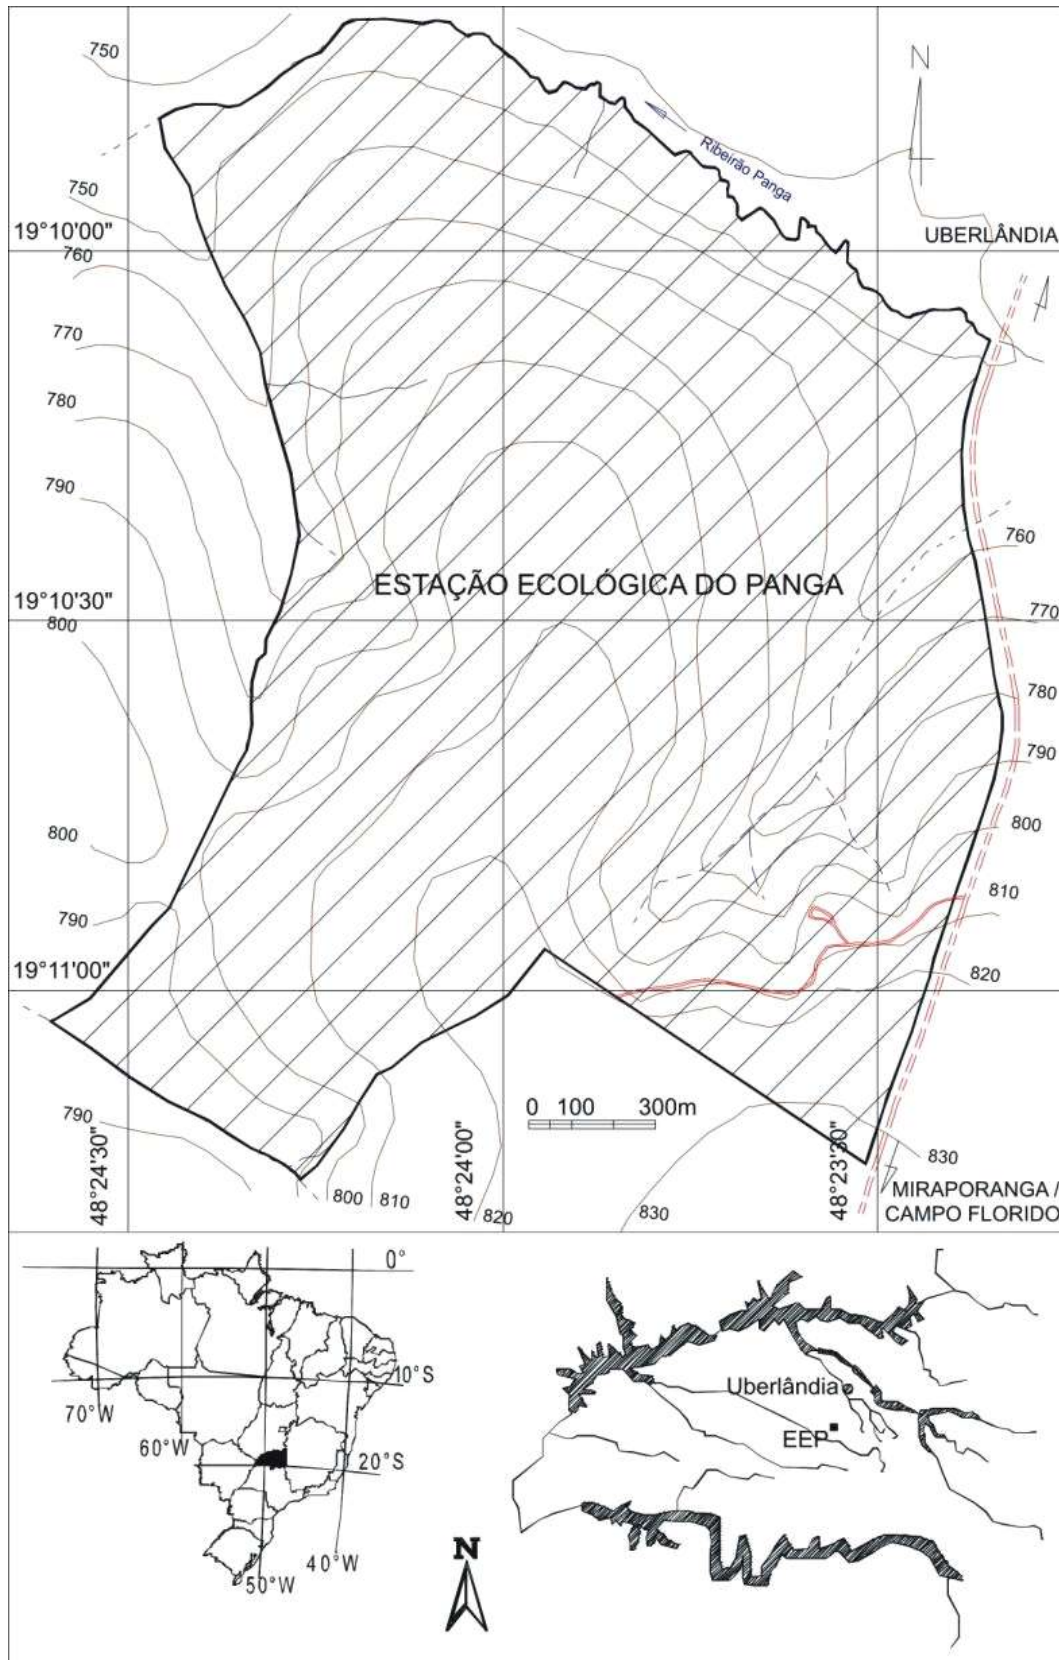 750
N
Ribeirão Panga
750
19°10'00"
UBERLÂNDIA
760
770
780
790
760
ESTAÇÃO ECOLÓGICA DO PANGA
19°10'30"
770
800
780
790
800
800
810
790
19°11'00"
820
0 100 300m
790
48°24'30"
48°24'00"
48°23'30"
830
800
810
820
830
MIRAPORANGA /
CAMPO FLORIDO
0°
10°S
70°W
60°W
20°S
40°W
50°W
N
Uberlândia
EEP